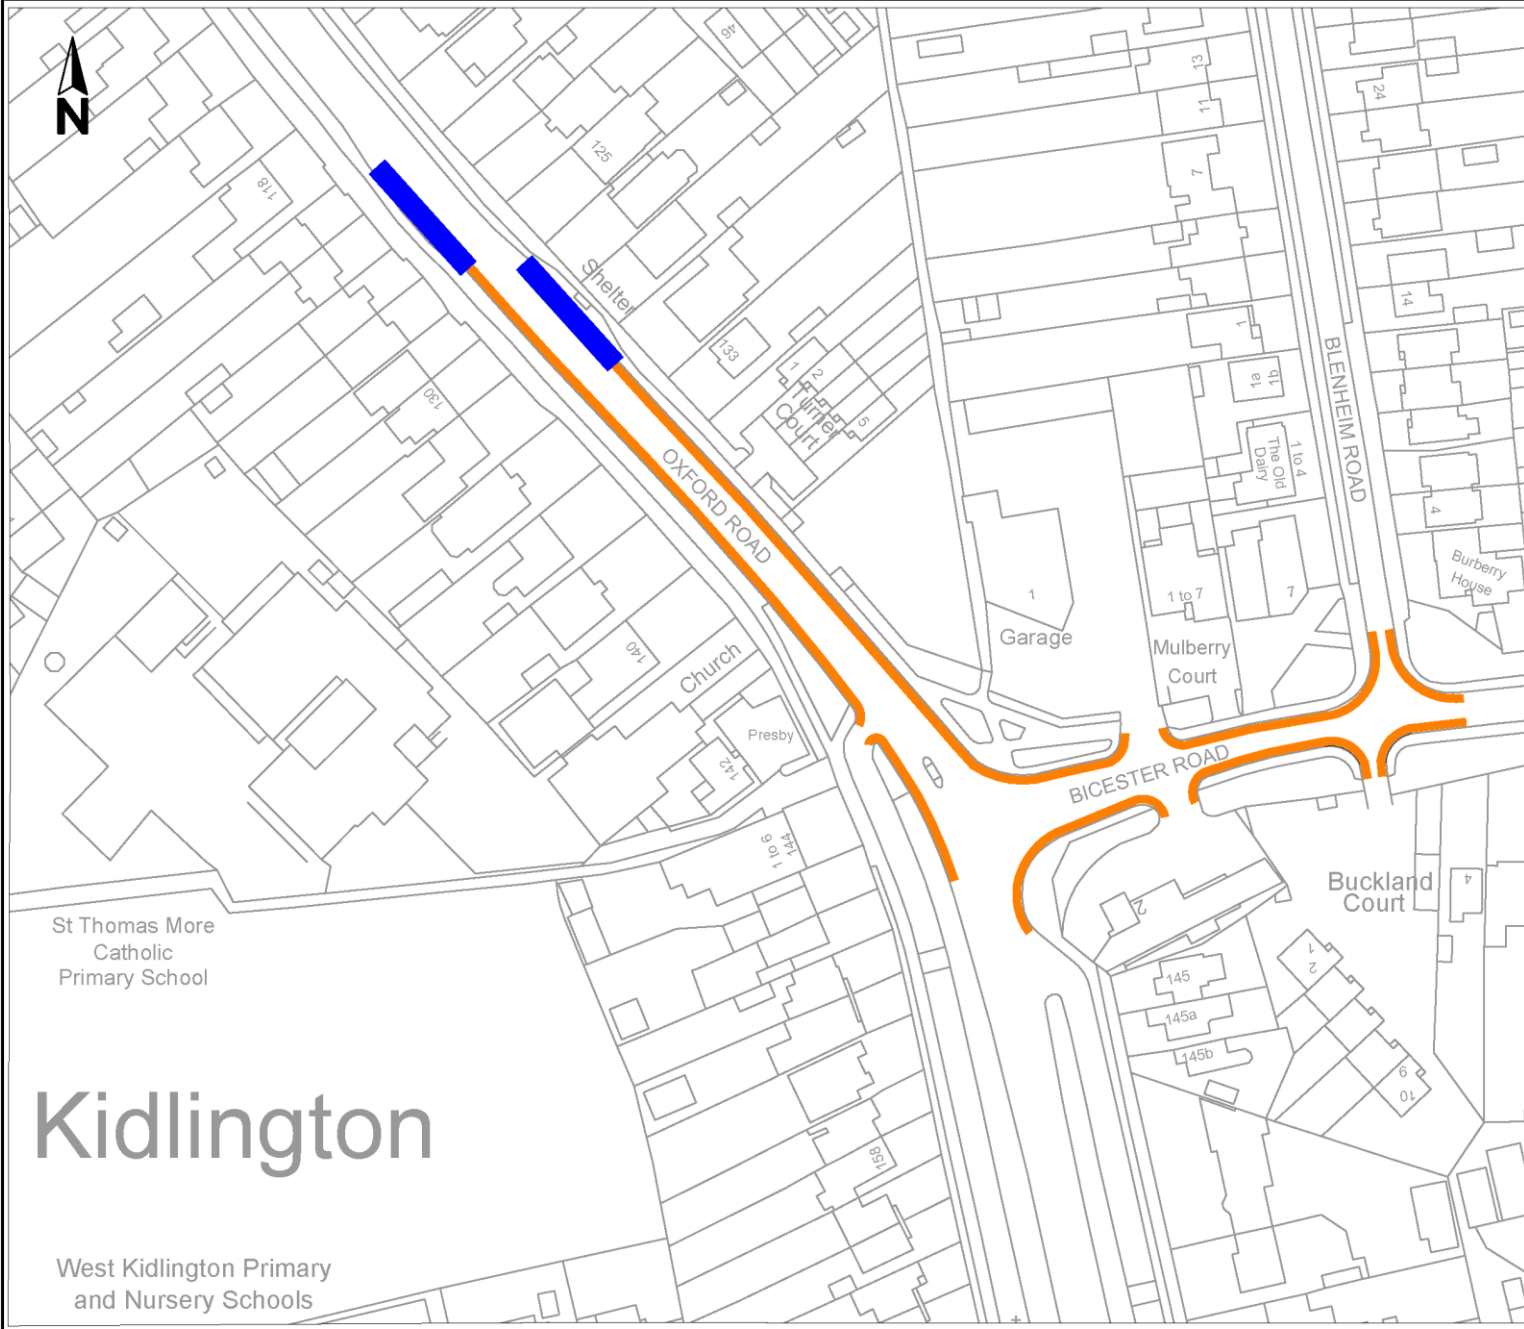 N
46
125
118
Shelter
133
1
2
Turner
Court
5
130
OXFORD ROAD
140
Church
Presby
142
1 to 6
144
13
11
7
1
1a
1b
1 to 4
The Old
Dairy
24
14
BLENHEIM ROAD
4
Burberry
House
1
Garage
1 to 7
Mulberry
Court
7
BICESTER ROAD
2
Buckland
Court
4
1
2
9
10
145
145a
145b
158
St Thomas More
Catholic
Primary School
Kidlington
West Kidlington Primary
and Nursery Schools